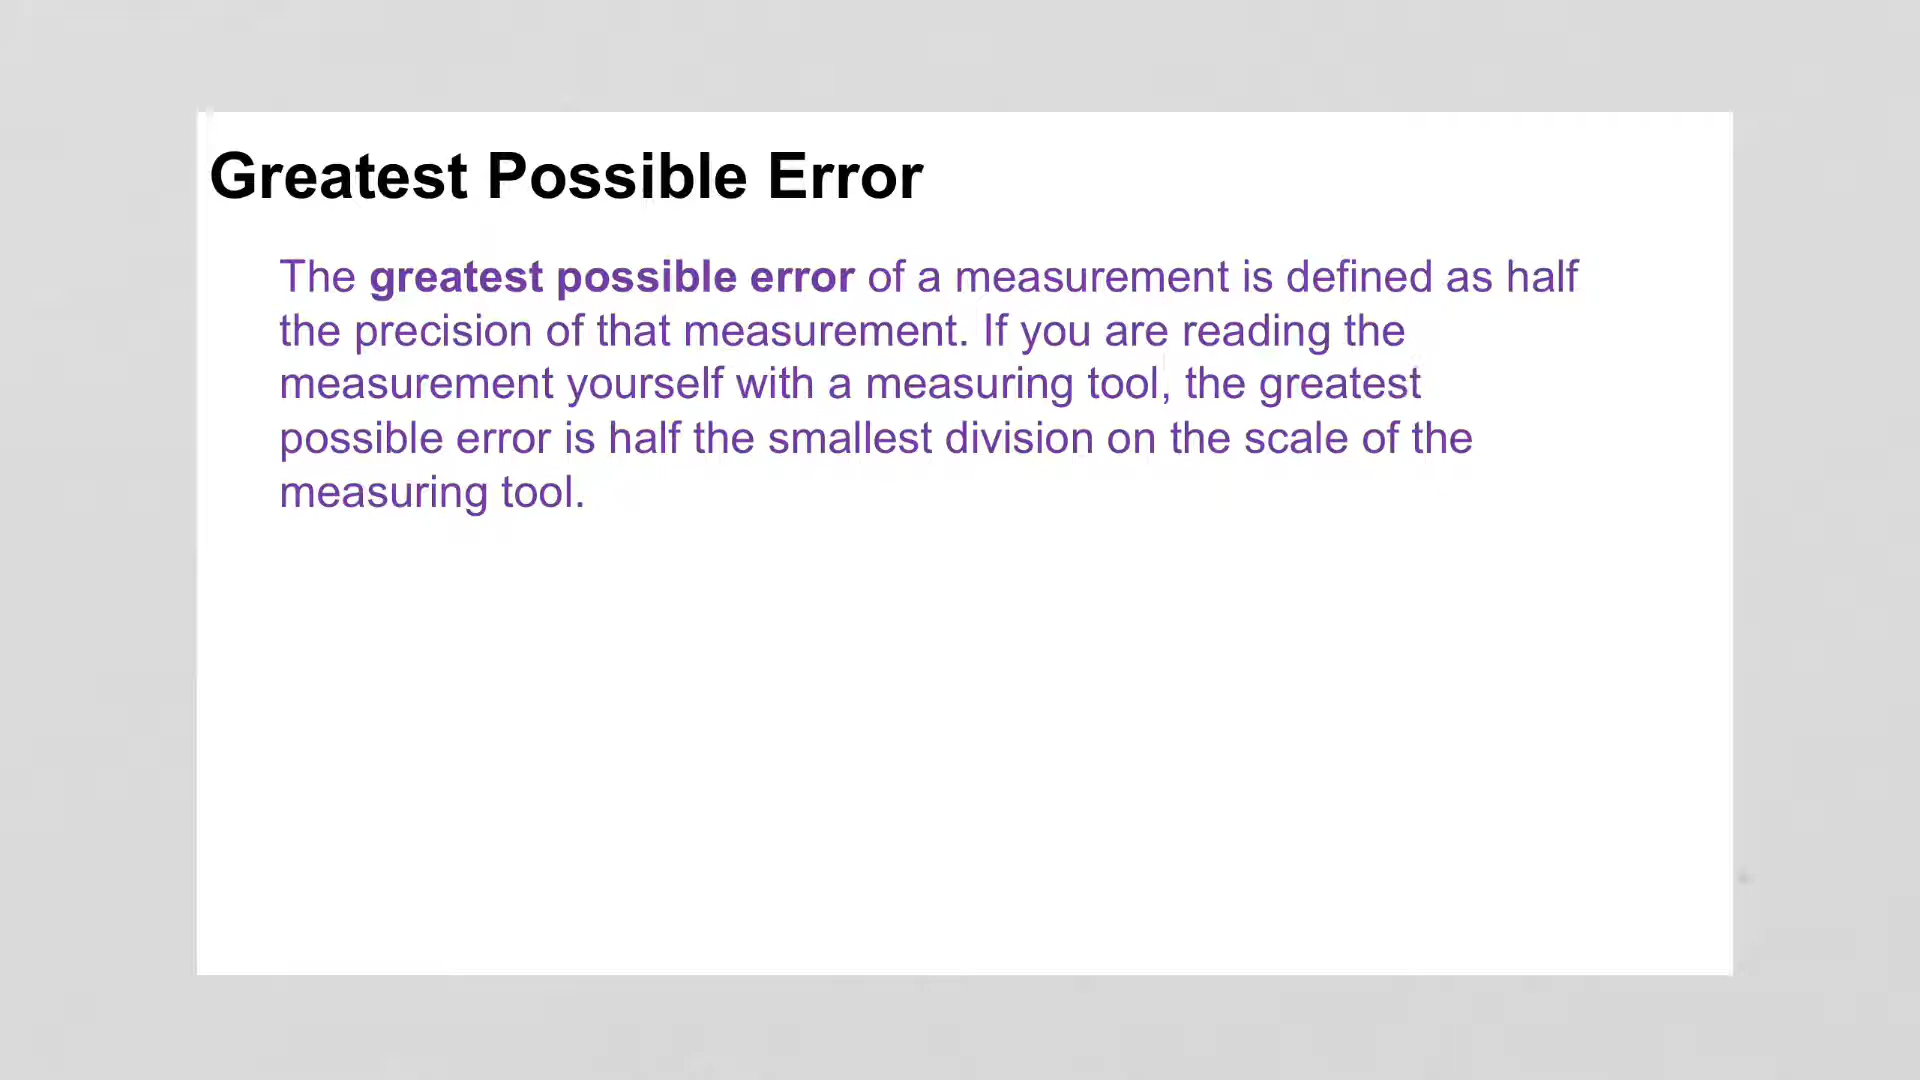 Greatest Possible Error
The greatest possible error of a measurement is defined as half
the precision of that measurement. If you are reading the
measurement yourself with a measuring tool, the greatest
possible error is half the smallest division on the scale of the
measuring tool.